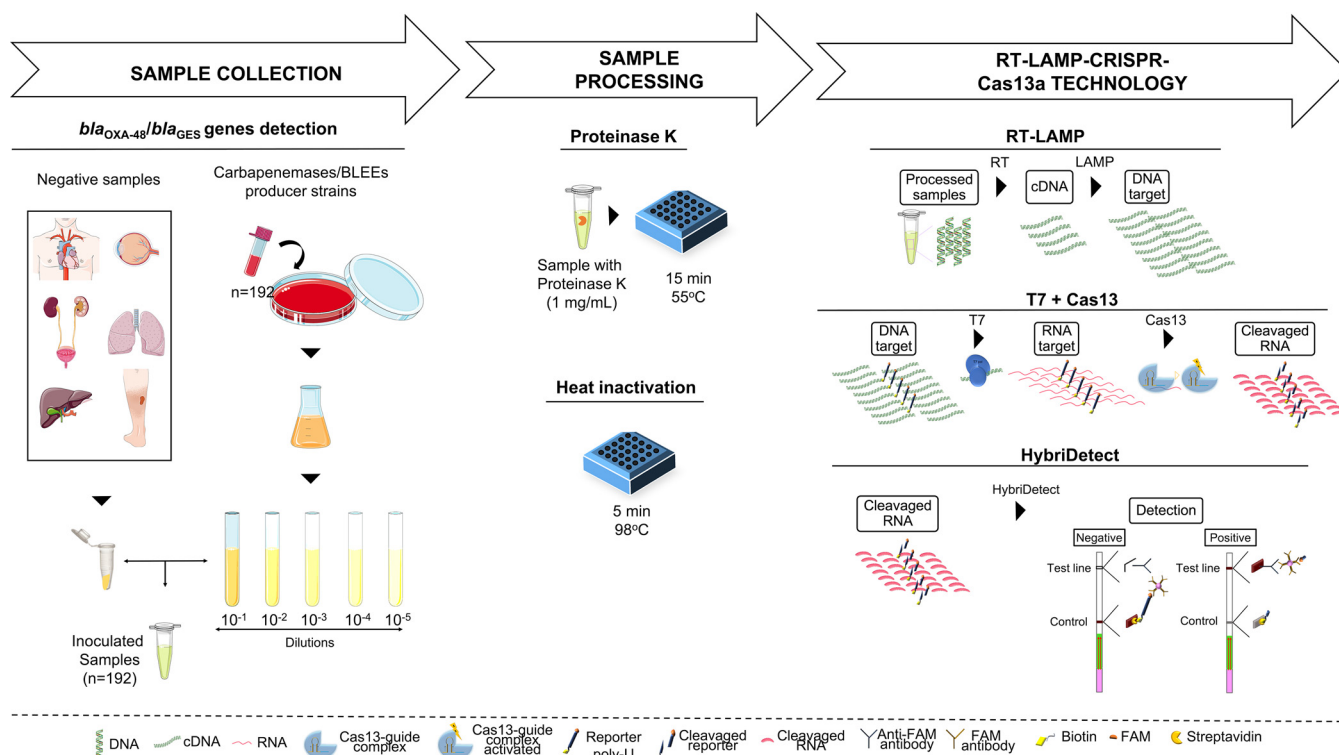 SAMPLE COLLECTION
SAMPLE
PROCESSING
RT-LAMP-CRISPR-
Cas13a TECHNOLOGY
blaOXA-48/blaGES genes detection
Negative samples
Carbapenemases/BLEEs
producer strains
n=192
10-1 10-2 10-3 10-4 10-5
Dilutions
Inoculated
Samples
(n=192)
Proteinase K
Sample with
Proteinase K
(1 mg/mL)
15 min
55ºC
Heat inactivation
5 min
98ºC
RT-LAMP
Processed
samples
RT
cDNA
LAMP
DNA
target
T7 + Cas13
DNA
target
T7
RNA
target
Cas13
Cleavaged
RNA
HybriDetect
Cleavaged
RNA
HybriDetect
Detection
Negative
Positive
Test line
Test line
Control
Control
DNA
cDNA
RNA
Cas13-guide
complex
Cas13-guide
complex
activated
Reporter
poly-U
Cleavaged
reporter
Cleavaged
RNA
Anti-FAM
antibody
FAM
antibody
Biotin
FAM
Streptavidin